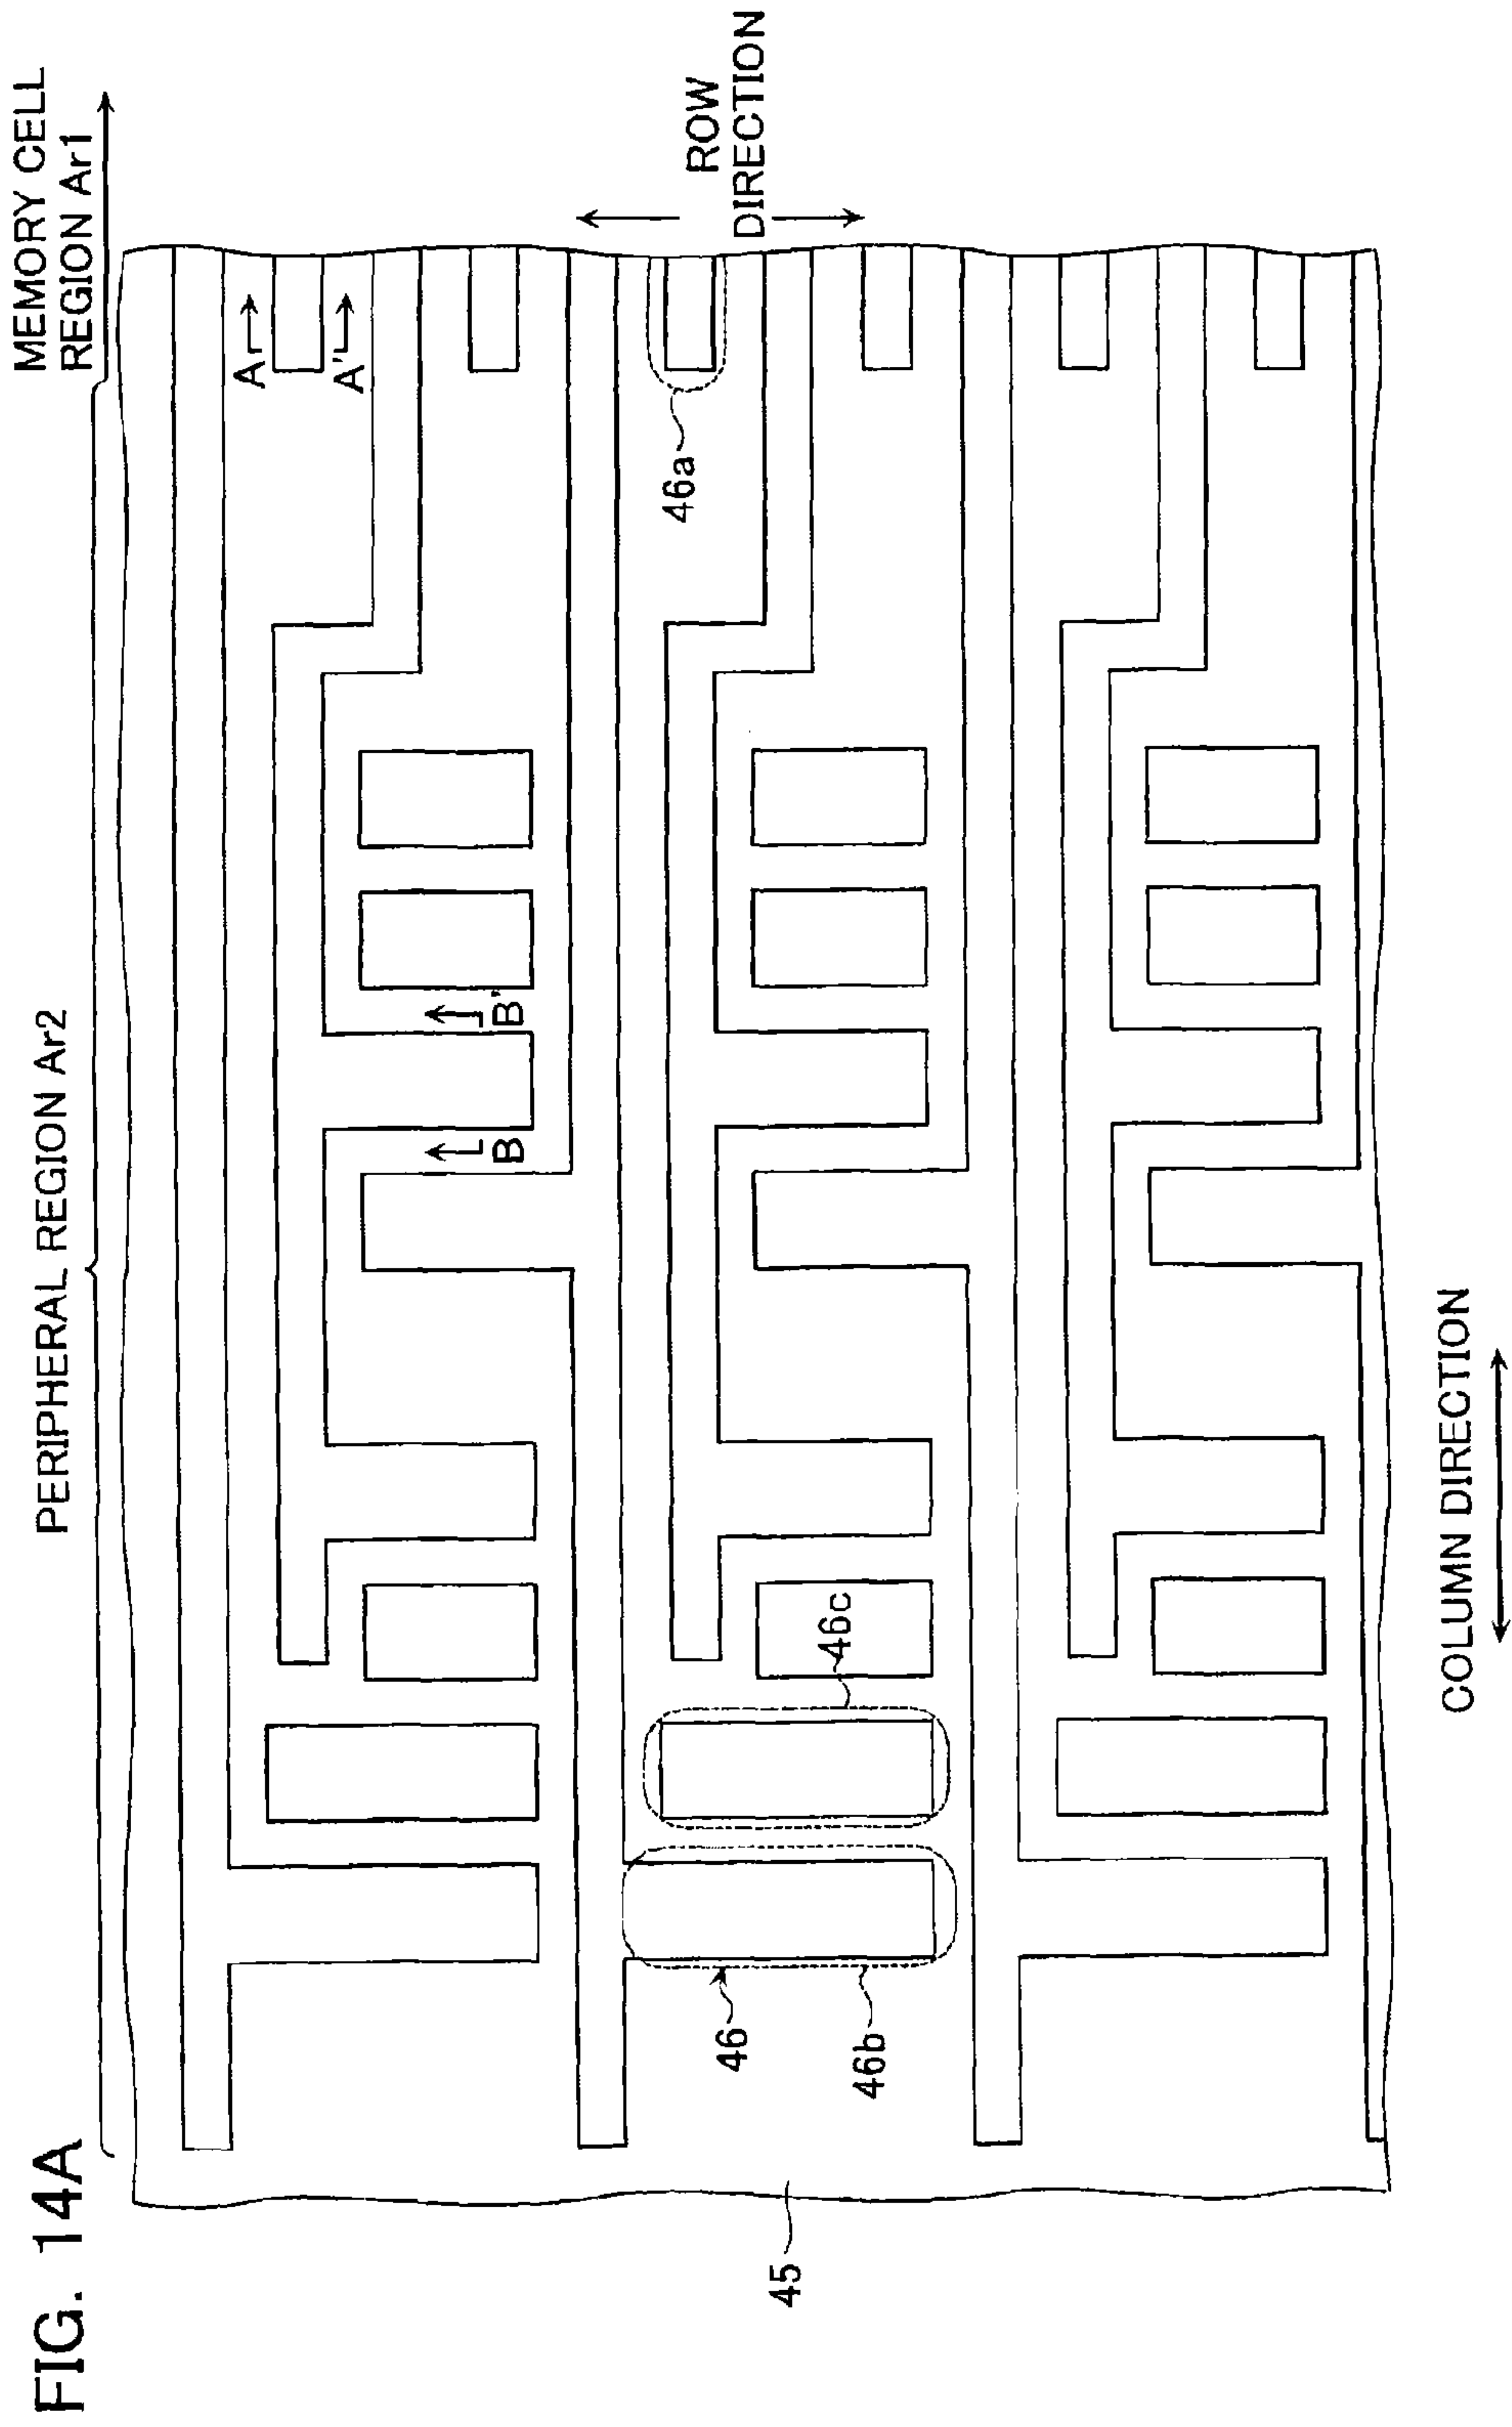 FIG. 14A
PERIPHERAL REGION Ar2
MEMORY CELL
REGION Ar1
A
A'
ROW
DIRECTION
46a
B
B'
46c
46
46b
45
COLUMN DIRECTION